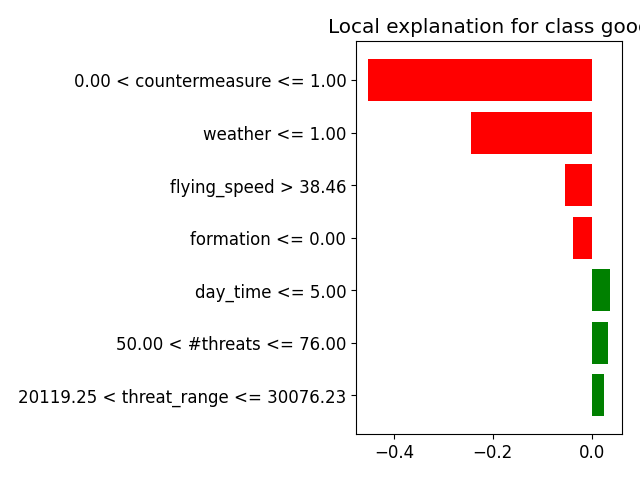 Local explanation for class good
0.00 < countermeasure <= 1.00
weather <= 1.00
flying_speed > 38.46
formation <= 0.00
day_time <= 5.00
50.00 < #threats <= 76.00
20119.25 < threat_range <= 30076.23
−0.4 −0.2 0.0